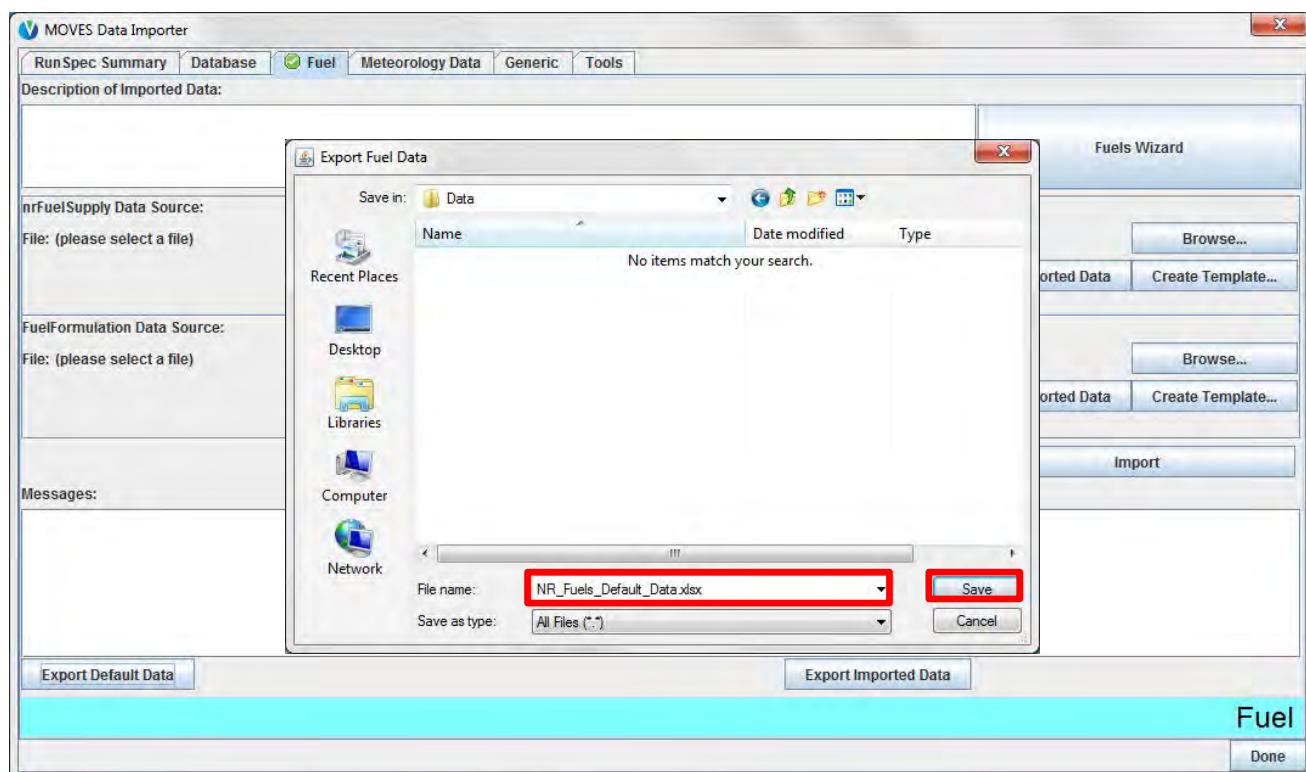 MOVES Data Importer
RunSpec Summary Database Fuel Meteorology Data Generic Tools
Description of Imported Data:
Fuels Wizard
nrFuelSupply Data Source:
File: (please select a file)
Browse...
orted Data Create Template...
FuelFormulation Data Source:
File: (please select a file)
Browse...
orted Data Create Template...
Import
Messages:
Export Fuel Data
Save in: Data
Name Date modified Type
No items match your search.
Recent Places
Desktop
Libraries
Computer
Network
File name: NR_Fuels_Default_Data.xlsx Save
Save as type: All Files (*.*) Cancel
Export Default Data Export Imported Data
Fuel
Done